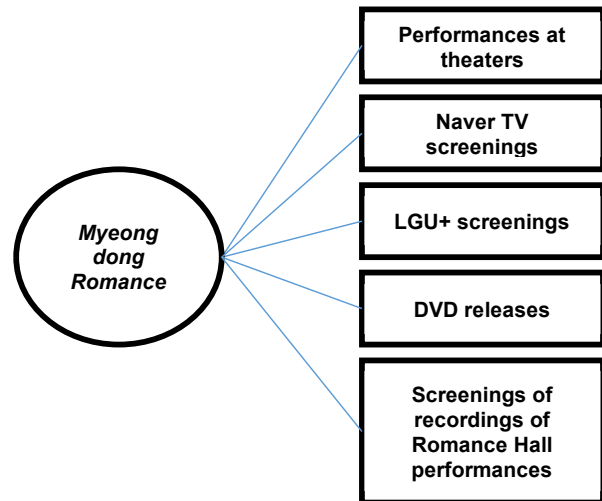 Myeong
dong
Romance
Performances at
theaters
Naver TV
screenings
LGU+ screenings
DVD releases
Screenings of
recordings of
Romance Hall
performances